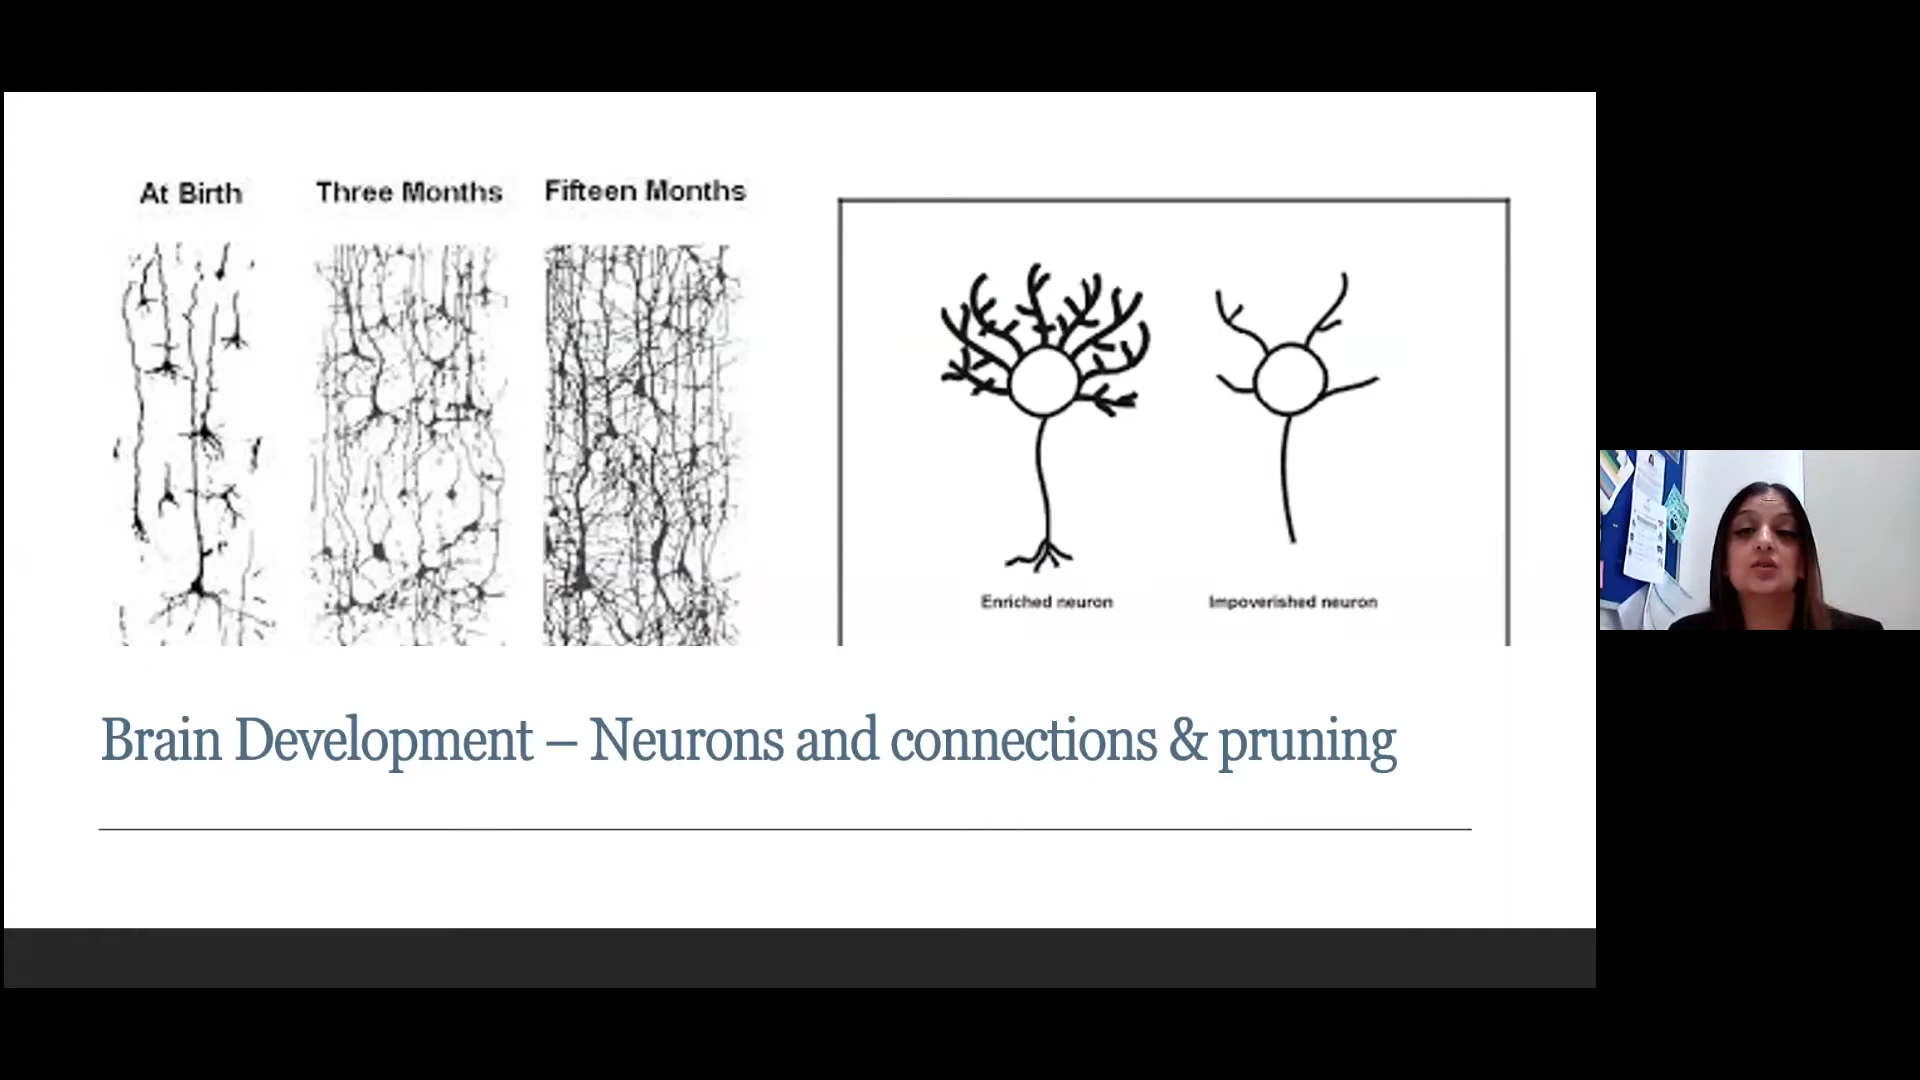 At Birth
Three Months
Fifteen Months
Enriched neuron
Impoverished neuron
Brain Development – Neurons and connections & pruning